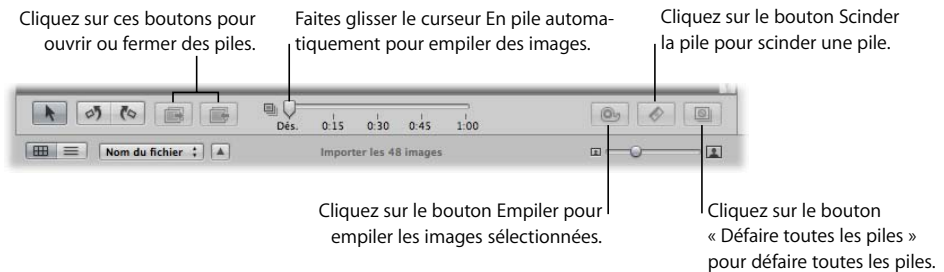 Cliquez sur ces boutons pour
ouvrir ou fermer des piles.
Faites glisser le curseur En pile automa-
tiquement pour empiler des images.
Cliquez sur le bouton Scinder
la pile pour scinder une pile.
Dés. 0:15 0:30 0:45 1:00
Nom du fichier Importer les 48 images
Cliquez sur le bouton Empiler pour
empiler les images sélectionnées.
Cliquez sur le bouton
« Défaire toutes les piles »
pour défaire toutes les piles.